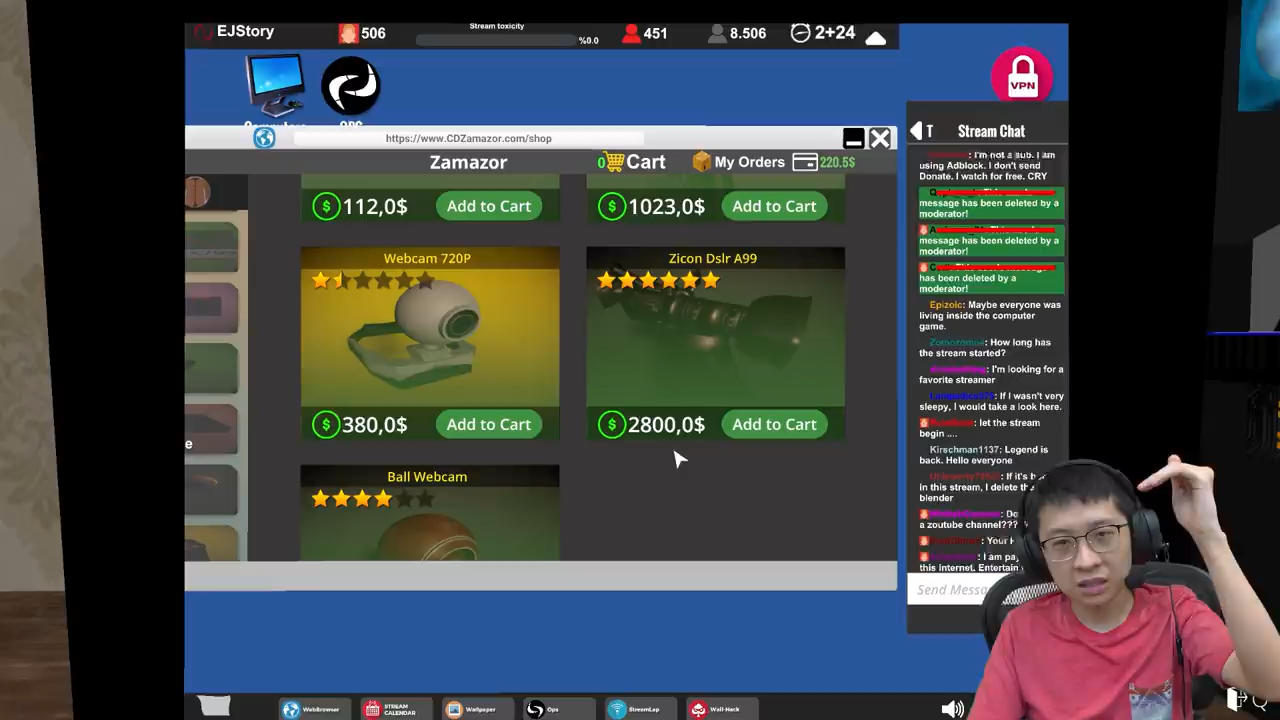 EJStory
506
Stream toxicity
%0.0
451
8.506
2+24
VPN
https://www.CDZamazor.com/shop
T
Stream Chat
Zamazor
0
Cart
My Orders
220.5$
112,0$
Add to Cart
1023,0$
Add to Cart
Webcam 720P
Zicon Dslr A99
380,0$
Add to Cart
2800,0$
Add to Cart
e
Ball Webcam
: I'm not a sub. I am
using Adblock. I don't send
Donate. I watch for free. CRY
message has been deleted by a
moderator!
message has been deleted by a
moderator!
has been deleted by a
moderator!
Epizolc: Maybe everyone was
living inside the computer
game.
: How long has
the stream started?
: I'm looking for a
favorite streamer
: If I wasn't very
sleepy, I would take a look here.
: let the stream
begin ....
Kirschman1137: Legend is
back. Hello everyone
: If it's
in this stream, I delete
blender
: Do
a zoutube channel???
: Your
: I am
this internet.
Send
WebBrowser
STREAM
CALENDAR
Wallpaper
Ops
StreamLap
Wall-Hack